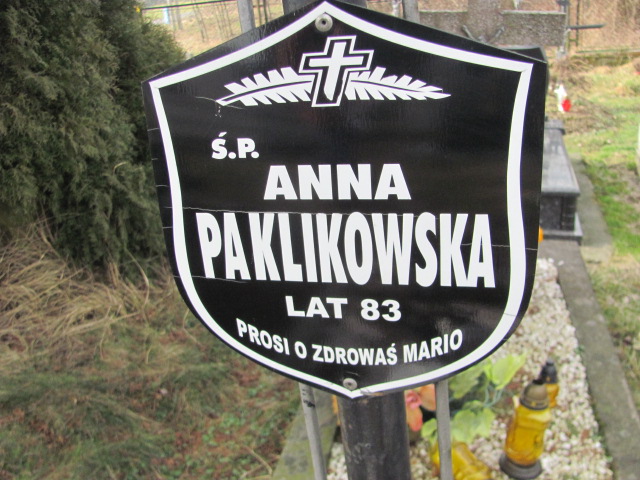 Ś.P.
ANNA
PAKLIKOWSKA
LAT 83
PROSI O ZDROWAŚ MARIO